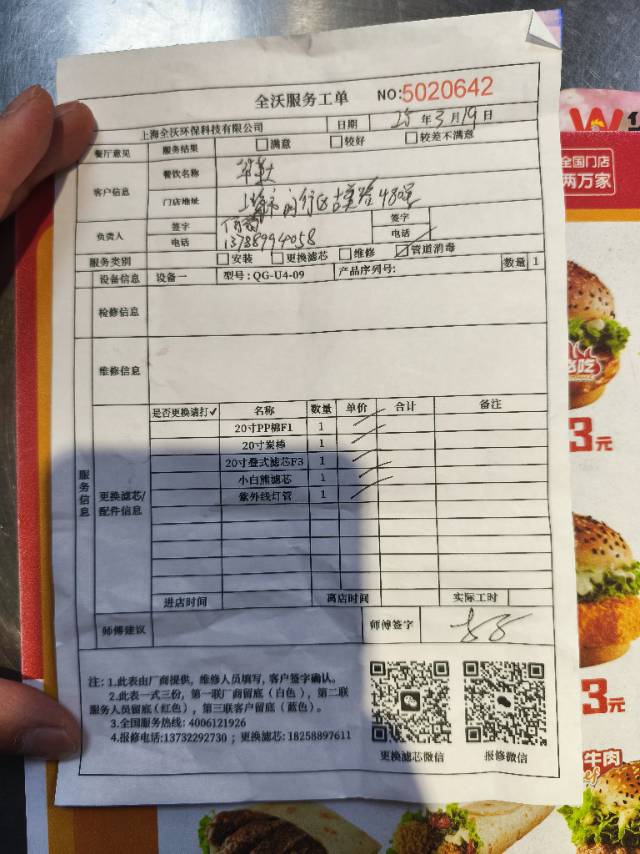 全沃服务工单 NO:5020642
上海全沃环保科技有限公司 日期 25年3月19日
餐厅意见 服务结果 满意 较好 较差不满意
客户信息 餐饮名称 华莱士
门店地址 上海市闵行区古美路
负责人 签字 签字
电话 13788994058 电话
服务类别 安装 更换滤芯 维修 管道消毒
设备信息 设备一 型号:QG-U4-09 产品序列号: 数量 1
检修信息
服务信息
维修信息
更换滤芯/配件信息
是否更换请打✓ 名称 数量 单价 合计 备注
20寸PP棉F1 1
20寸炭棒 1
20寸叠式滤芯F3 1
小白熊滤芯 1
紫外线灯管 1
进店时间 离店时间 实际工时
师傅建议 师傅签字
注:1.此表由厂商提供,维修人员填写,客户签字确认。
2.此表一式三份,第一联厂商留底(白色),第二联
服务人员留底(红色),第三联客户留底(蓝色)。
3.全国服务热线:4006121926
4.报修电话:13732292730;更换滤芯:18258897611
更换滤芯微信 报修微信
全国门店
两万家
3元
3元
牛肉